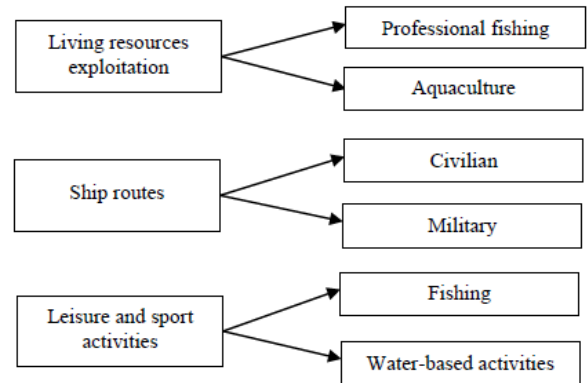 Living resources
exploitation
Professional fishing
Aquaculture
Ship routes
Civilian
Military
Leisure and sport
activities
Fishing
Water-based activities